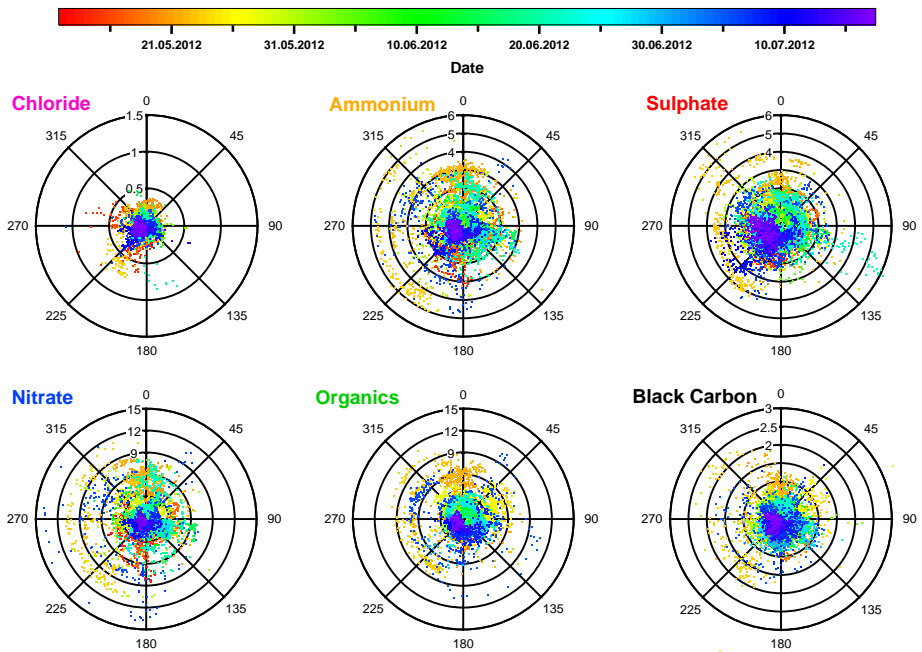 21.05.2012 31.05.2012 10.06.2012 20.06.2012 30.06.2012 10.07.2012
Date
Chloride 0 Ammonium 0 Sulphate 0
1.5 6 6
315 45 315 5 45 315 5 45
1 4 4
0.5
270 90 270 90 270 90
225 135 225 135 225 135
180 180 180
Nitrate 0 Organics 0 Black Carbon 0
15 15 3
315 12 45 315 12 45 315 2.5 45
9 9 2
270 90 270 90 270 90
225 135 225 135 225 135
180 180 180